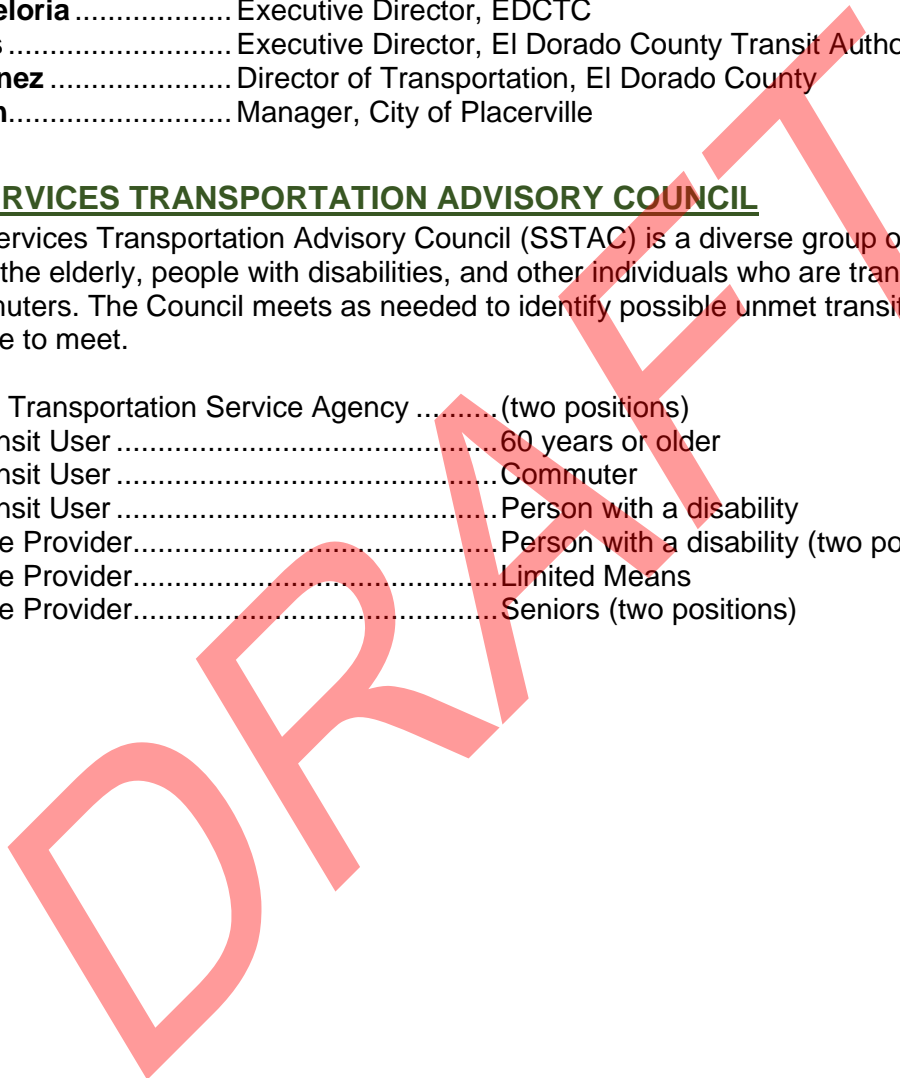 eloria ................... Executive Director, EDCTC
s ........................... Executive Director, El Dorado County Transit Autho
nez ...................... Director of Transportation, El Dorado County
n........................... Manager, City of Placerville
RVICES TRANSPORTATION ADVISORY COUNCIL
ervices Transportation Advisory Council (SSTAC) is a diverse group o
the elderly, people with disabilities, and other individuals who are tran
muters. The Council meets as needed to identify possible unmet transit
e to meet.
Transportation Service Agency .......... (two positions)
nsit User .............................................. 60 years or older
nsit User .............................................. Commuter
nsit User .............................................. Person with a disability
e Provider............................................ Person with a disability (two po
e Provider............................................ Limited Means
e Provider............................................ Seniors (two positions)
DRAFT